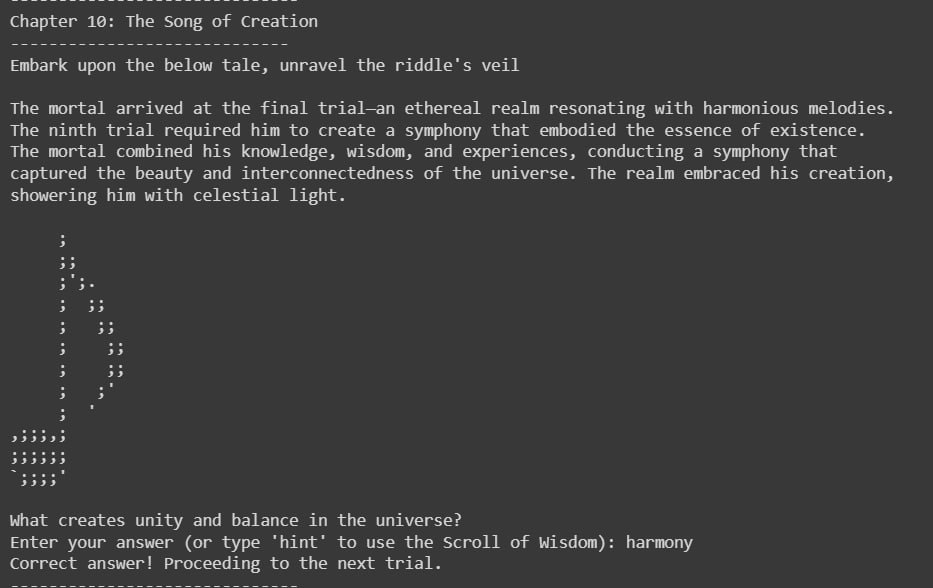 ------------------------------
Chapter 10: The Song of Creation
-----------------------------
Embark upon the below tale, unravel the riddle's veil
The mortal arrived at the final trial—an ethereal realm resonating with harmonious melodies.
The ninth trial required him to create a symphony that embodied the essence of existence.
The mortal combined his knowledge, wisdom, and experiences, conducting a symphony that
captured the beauty and interconnectedness of the universe. The realm embraced his creation,
showering him with celestial light.
     ;
     ;;
     ;';.
     ;  ;;
     ;   ;;
     ;    ;;
     ;    ;;
     ;   ;'
     ;  '
,;;;,;
;;;;;;
`;;;;'
What creates unity and balance in the universe?
Enter your answer (or type 'hint' to use the Scroll of Wisdom): harmony
Correct answer! Proceeding to the next trial.
------------------------------